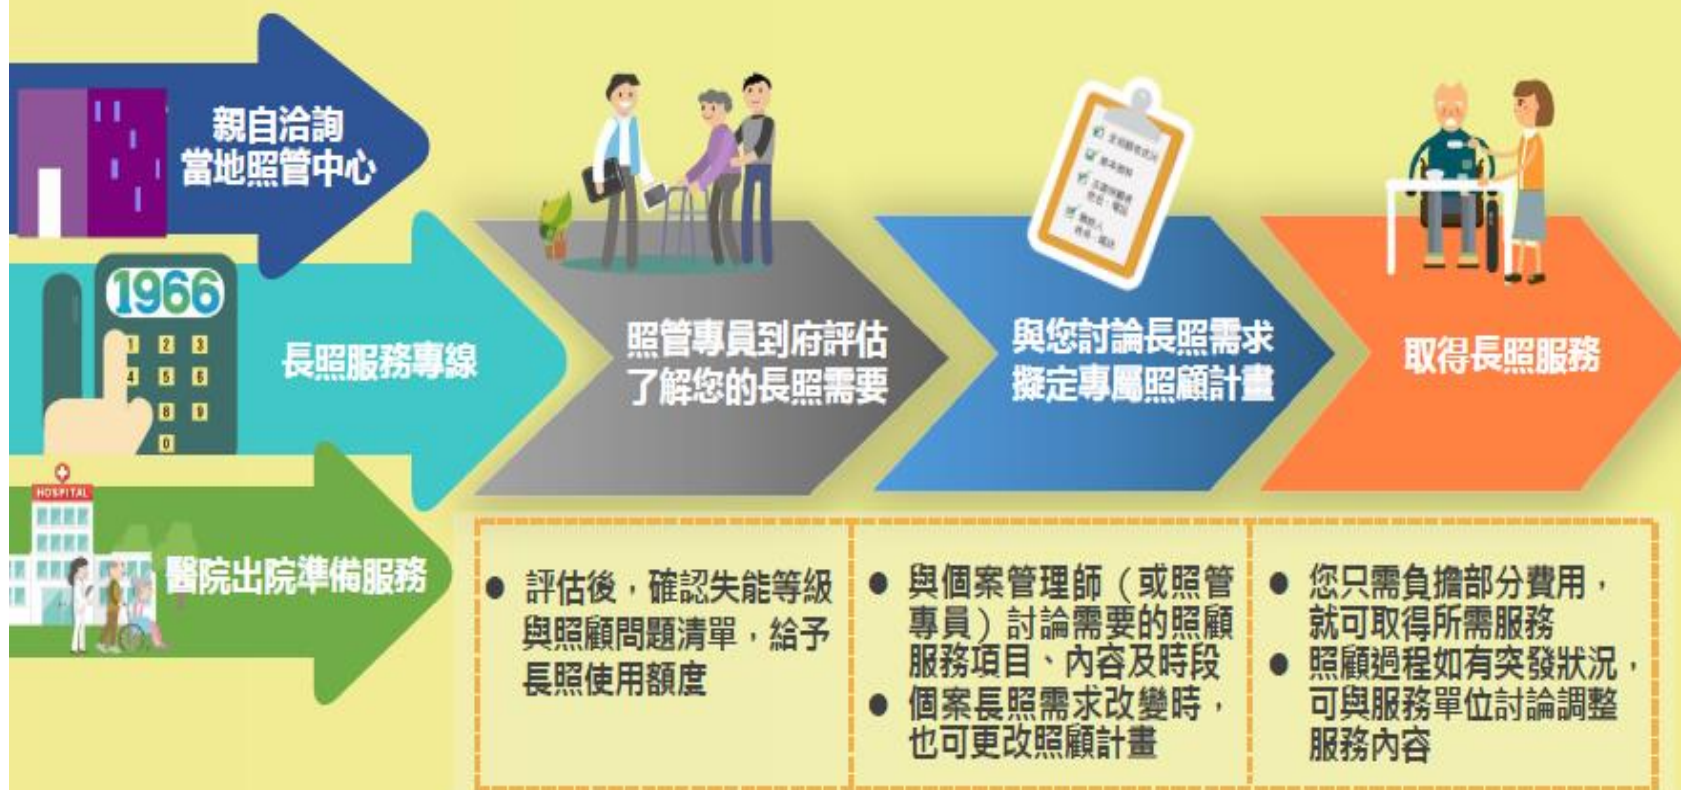 親自洽詢
當地照管中心
1966
1 2 3
4 5 6
8 9
0
長照服務專線
HOSPITAL
醫院出院準備服務
照管專員到府評估
了解您的長照需要
與您討論長照需求
擬定專屬照顧計畫
取得長照服務
● 評估後，確認失能等級
與照顧問題清單，給予
長照使用額度
● 與個案管理師（或照管
專員）討論需要的照顧
服務項目、內容及時段
● 個案長照需求改變時，
也可更改照顧計畫
● 您只需負擔部分費用，
就可取得所需服務
● 照顧過程如有突發狀況，
可與服務單位討論調整
服務內容